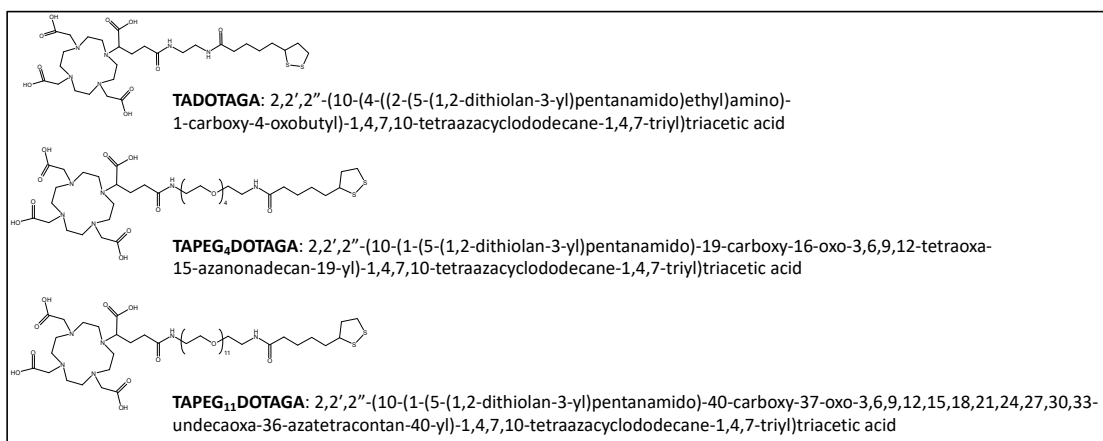 TADOTAGA: 2,2′,2″-(10-(4-((2-(5-(1,2-dithiolan-3-yl)pentanamido)ethyl)amino)-
1-carboxy-4-oxobutyl)-1,4,7,10-tetraazacyclododecane-1,4,7-triyl)triacetic acid
TAPEG4DOTAGA: 2,2′,2″-(10-(1-(5-(1,2-dithiolan-3-yl)pentanamido)-19-carboxy-16-oxo-3,6,9,12-tetraoxa-
15-azanonadecan-19-yl)-1,4,7,10-tetraazacyclododecane-1,4,7-triyl)triacetic acid
TAPEG11DOTAGA: 2,2′,2″-(10-(1-(5-(1,2-dithiolan-3-yl)pentanamido)-40-carboxy-37-oxo-3,6,9,12,15,18,21,24,27,30,33-
undecaoxa-36-azatetracontan-40-yl)-1,4,7,10-tetraazacyclododecane-1,4,7-triyl)triacetic acid